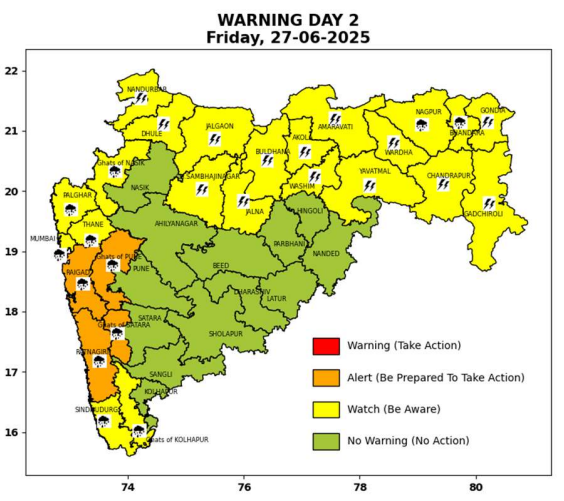 WARNING DAY 2
Friday, 27-06-2025
22
21
20
19
18
17
16
74
76
78
80
NANDURBAR
DHULE
JALGAON
BULDHANA
AKOLA
AMARAVATI
NAGPUR
GONDIA
BHANDARA
WARDHA
Ghats of NASIK
NASIK
C.SAMBHAJINAGAR
WASHIM
YAVATMAL
CHANDRAPUR
PALGHAR
JALNA
HINGOLI
GADCHIROLI
THANE
AHILYANAGAR
MUMBAI
PARBHANI
NANDED
Ghats of PUNE
RAIGAD
PUNE
BEED
DHARASHIV
LATUR
SATARA
Ghats of SATARA
SHOLAPUR
RATNAGIRI
SANGLI
KOLHAPUR
SINDHUDURG
Ghats of KOLHAPUR
Warning (Take Action)
Alert (Be Prepared To Take Action)
Watch (Be Aware)
No Warning (No Action)